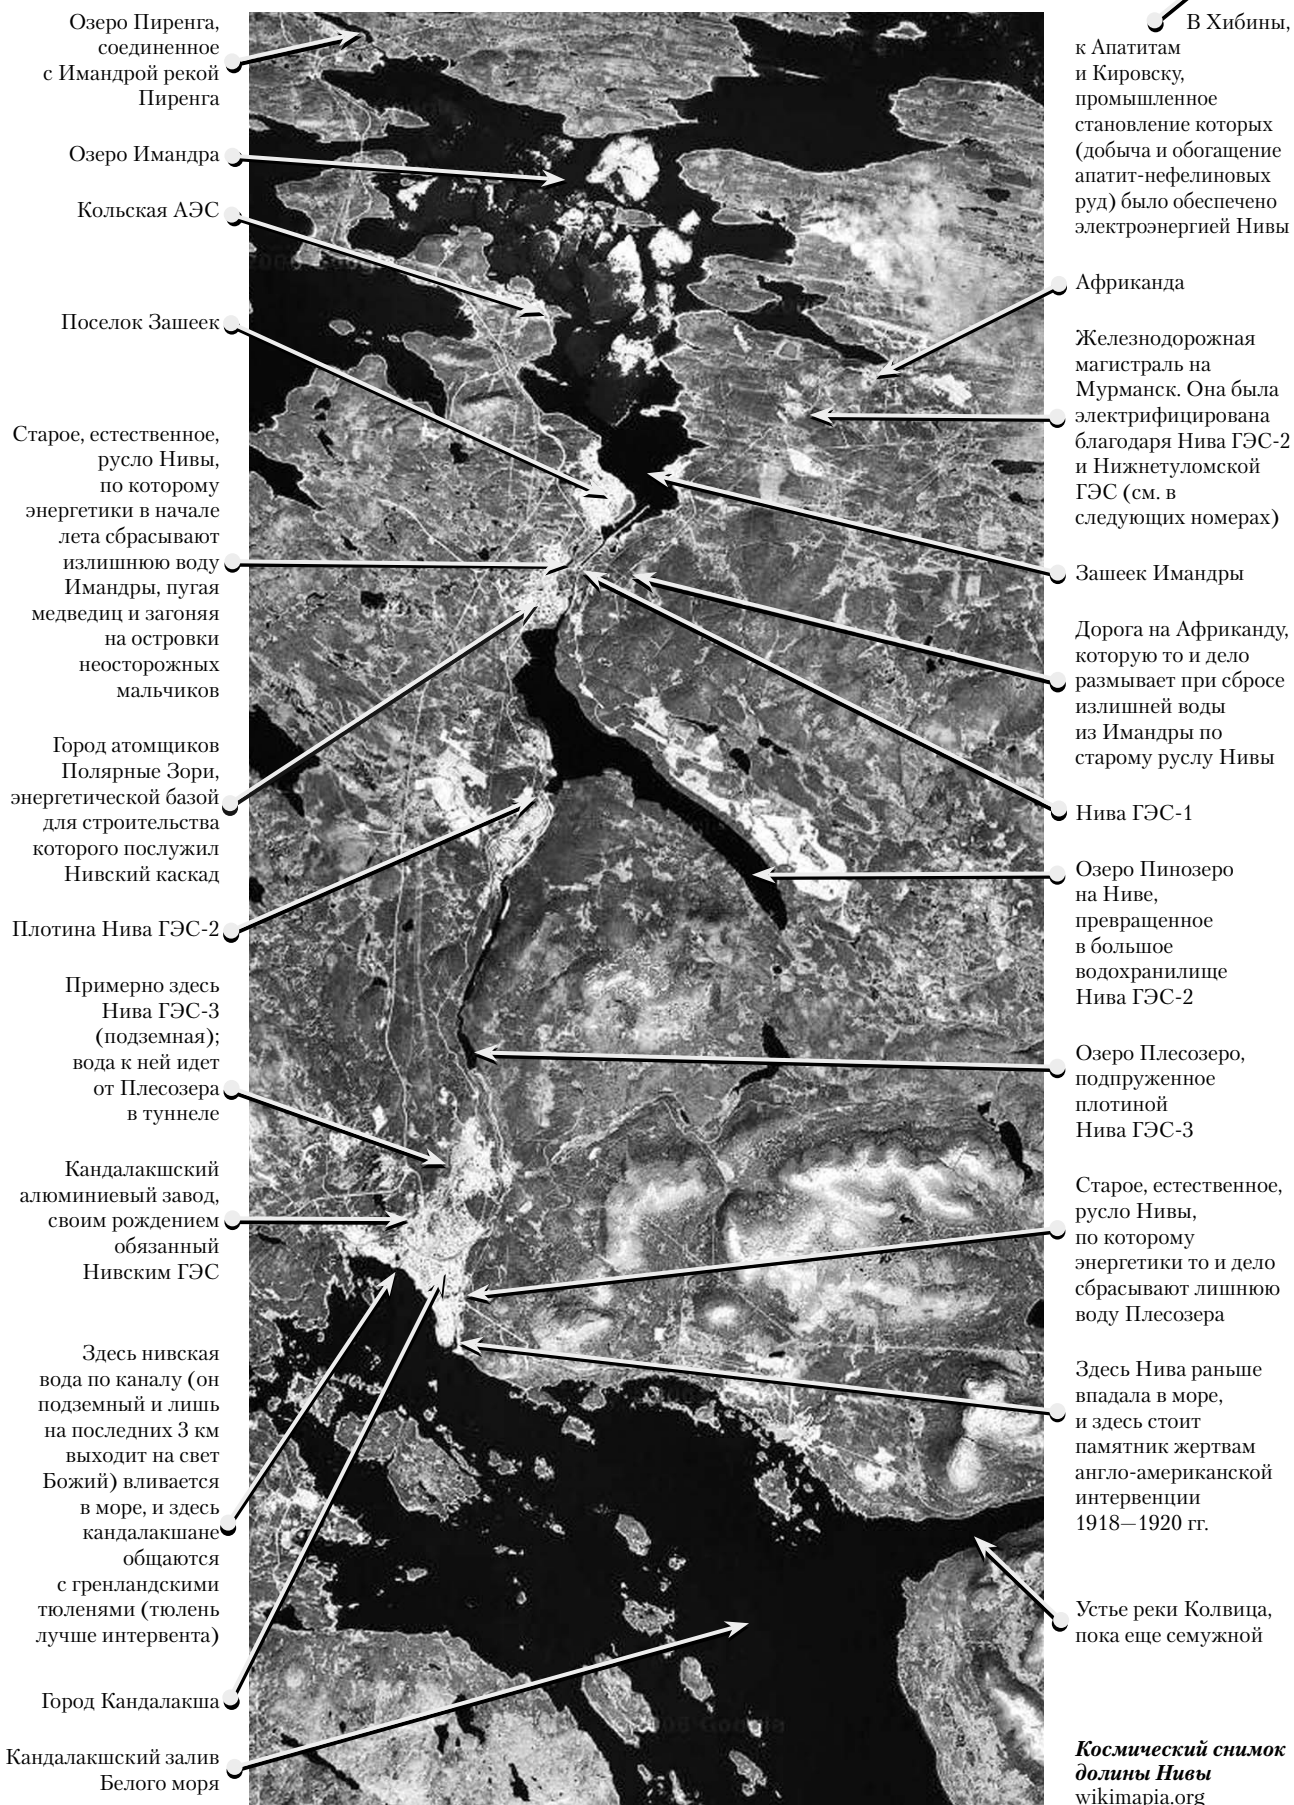 Озеро Пиренга,
соединенное
с Имандрой рекой
Пиренга
Озеро Имандра
Кольская АЭС
Поселок Зашеек
Старое, естественное,
русло Нивы,
по которому
энергетики в начале
лета сбрасывают
излишнюю воду
Имандры, пугая
медведиц и загоняя
на островки
неосторожных
мальчиков
Город атомщиков
Полярные Зори,
энергетической базой
для строительства
которого послужил
Нивский каскад
Плотина Нива ГЭС-2
Примерно здесь
Нива ГЭС-3
(подземная);
вода к ней идет
от Плесозера
в туннеле
Кандалакшский
алюминиевый завод,
своим рождением
обязанный
Нивским ГЭС
Здесь нивская
вода по каналу (он
подземный и лишь
на последних 3 км
выходит на свет
Божий) вливается
в море, и здесь
кандалакшане
общаются
с гренландскими
тюленями (тюлень
лучше интервента)
Город Кандалакша
Кандалакшский залив
Белого моря
В Хибины,
к Апатитам
и Кировску,
промышленное
становление которых
(добыча и обогащение
апатит-нефелиновых
руд) было обеспечено
электроэнергией Нивы
Африканда
Железнодорожная
магистраль на
Мурманск. Она была
электрифицирована
благодаря Нива ГЭС-2
и Нижнетуломской
ГЭС (см. в
следующих номерах)
Зашеек Имандры
Дорога на Африканду,
которую то и дело
размывает при сбросе
излишней воды
из Имандры по
старому руслу Нивы
Нива ГЭС-1
Озеро Пинозеро
на Ниве,
превращенное
в большое
водохранилище
Нива ГЭС-2
Озеро Плесозеро,
подпруженное
плотиной
Нива ГЭС-3
Старое, естественное,
русло Нивы,
по которому
энергетики то и дело
сбрасывают лишнюю
воду Плесозера
Здесь Нива раньше
впадала в море,
и здесь стоит
памятник жертвам
англо-американской
интервенции
1918—1920 гг.
Устье реки Колвица,
пока еще семужной
Космический снимок
долины Нивы
wikimapia.org